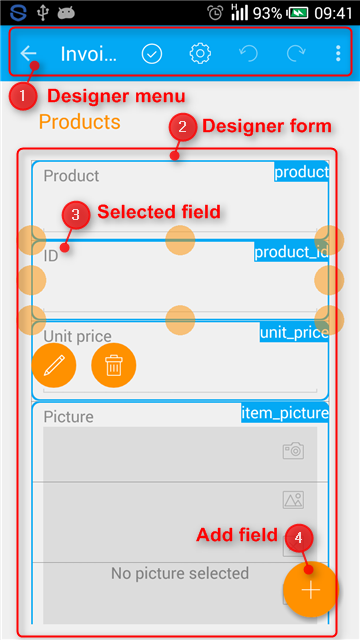 H 93% 09:41
← Invoi...
1 Designer menu
Products
2 Designer form
Product product
3 Selected field
ID product_id
Unit price unit_price
Picture item_picture
Add field 4
No picture selected
+